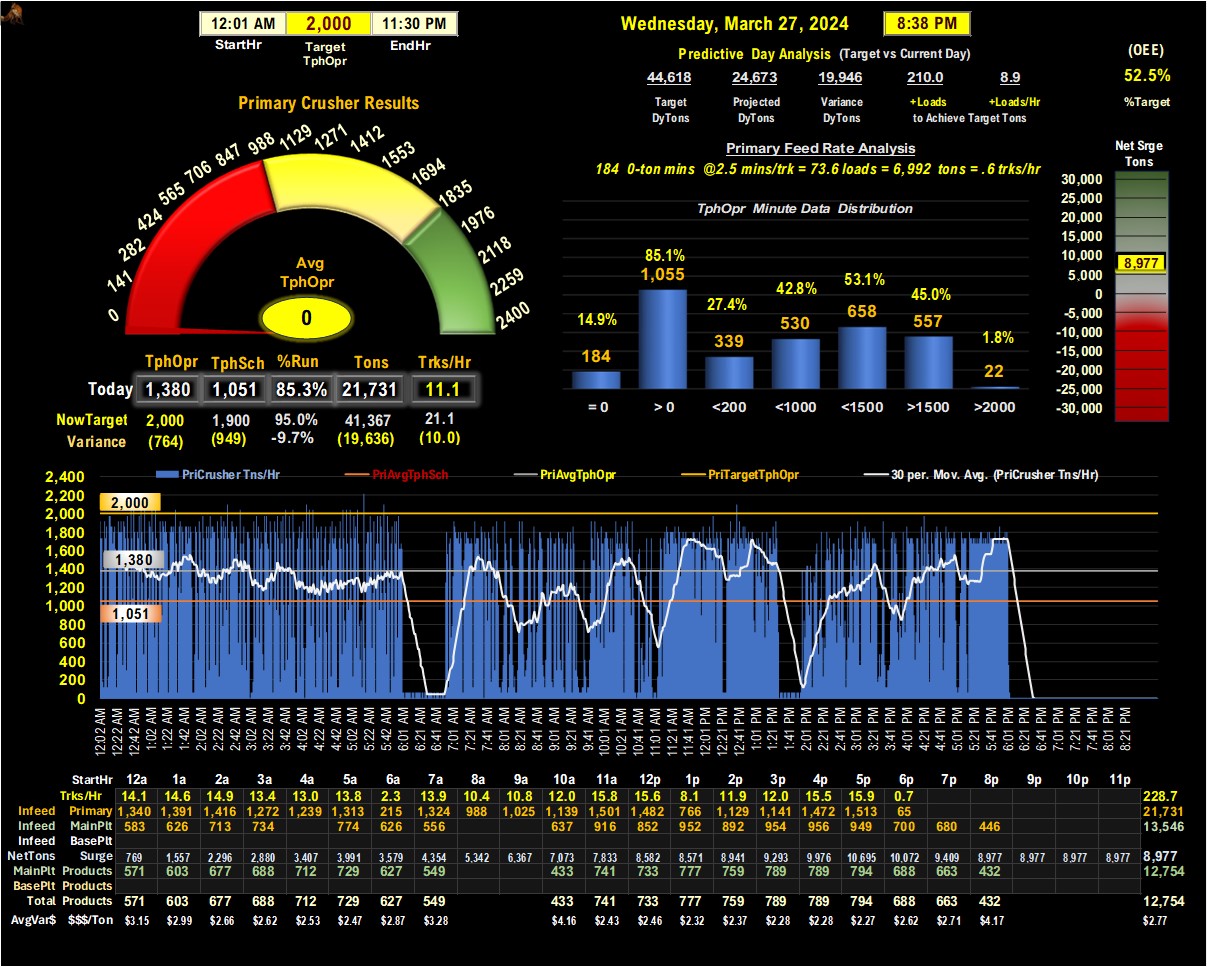 12:01 AM 2,000 11:30 PM
StartHr Target TphOpr EndHr
Wednesday, March 27, 2024 8:38 PM
Predictive Day Analysis (Target vs Current Day)
44,618 24,673 19,946 210.0 8.9
Target DyTons Projected DyTons Variance DyTons +Loads +Loads/Hr
to Achieve Target Tons
(OEE)
52.5%
%Target
Primary Crusher Results
0 141 282 424 565 706 847 988 1129 1271 1412 1553 1694 1835 1976 2118 2259 2400
Avg
TphOpr
0
TphOpr TphSch %Run Tons Trks/Hr
Today 1,380 1,051 85.3% 21,731 11.1
NowTarget 2,000 1,900 95.0% 41,367 21.1
Variance (764) (949) -9.7% (19,636) (10.0)
Primary Feed Rate Analysis
184 0-ton mins @2.5 mins/trk = 73.6 loads = 6,992 tons = .6 trks/hr
TphOpr Minute Data Distribution
14.9% 85.1% 27.4% 42.8% 53.1% 45.0% 1.8%
184 1,055 339 530 658 557 22
= 0 > 0 <200 <1000 <1500 >1500 >2000
Net Srge
Tons
30,000
25,000
20,000
15,000
10,000
8,977
5,000
0
-5,000
-10,000
-15,000
-20,000
-25,000
-30,000
PriCrusher Tns/Hr PriAvgTphSch PriAvgTphOpr PriTargetTphOpr 30 per. Mov. Avg. (PriCrusher Tns/Hr)
2,400
2,200
2,000
1,800
1,600
1,400
1,200
1,000
800
600
400
200
0
2,000
1,380
1,051
12:02 AM 12:22 AM 12:42 AM 1:02 AM 1:22 AM 1:42 AM 2:02 AM 2:22 AM 2:42 AM 3:02 AM 3:22 AM 3:42 AM 4:02 AM 4:22 AM 4:42 AM 5:02 AM 5:22 AM 5:42 AM 6:01 AM 6:21 AM 6:41 AM 7:01 AM 7:21 AM 7:41 AM 8:01 AM 8:21 AM 8:41 AM 9:01 AM 9:21 AM 9:41 AM 10:01 AM 10:21 AM 10:41 AM 11:01 AM 11:21 AM 11:41 AM 12:01 PM 12:21 PM 12:41 PM 1:01 PM 1:21 PM 1:41 PM 2:01 PM 2:21 PM 2:41 PM 3:01 PM 3:21 PM 3:41 PM 4:01 PM 4:21 PM 4:41 PM 5:01 PM 5:21 PM 5:41 PM 6:01 PM 6:21 PM 6:41 PM 7:01 PM 7:21 PM 7:41 PM 8:01 PM 8:21 PM
StartHr 12a 1a 2a 3a 4a 5a 6a 7a 8a 9a 10a 11a 12p 1p 2p 3p 4p 5p 6p 7p 8p 9p 10p 11p
Trks/Hr 14.1 14.6 14.9 13.4 13.0 13.8 2.3 13.9 10.4 10.8 12.0 15.8 15.6 8.1 11.9 12.0 15.5 15.9 0.7 228.7
Infeed Primary 1,340 1,391 1,416 1,272 1,239 1,313 215 1,324 988 1,025 1,139 1,501 1,482 766 1,129 1,141 1,472 1,513 65 21,731
Infeed MainPlt 583 626 713 734 774 626 556 637 916 852 952 892 954 956 949 700 680 446 13,546
Infeed BasePlt
NetTons Surge 769 1,557 2,296 2,880 3,407 3,991 3,579 4,354 5,342 6,367 7,073 7,833 8,582 8,571 8,941 9,293 9,976 10,695 10,072 9,409 8,977 8,977 8,977 8,977 8,977
MainPlt Products 571 603 677 688 712 729 627 549 433 741 733 777 759 789 789 794 688 663 432 12,754
BasePlt Products
Total Products 571 603 677 688 712 729 627 549 433 741 733 777 759 789 789 794 688 663 432 12,754
AvgVar$ $$$/Ton $3.15 $2.99 $2.66 $2.62 $2.53 $2.47 $2.87 $3.28 $4.16 $2.43 $2.46 $2.32 $2.37 $2.28 $2.28 $2.27 $2.62 $2.71 $4.17 $2.77